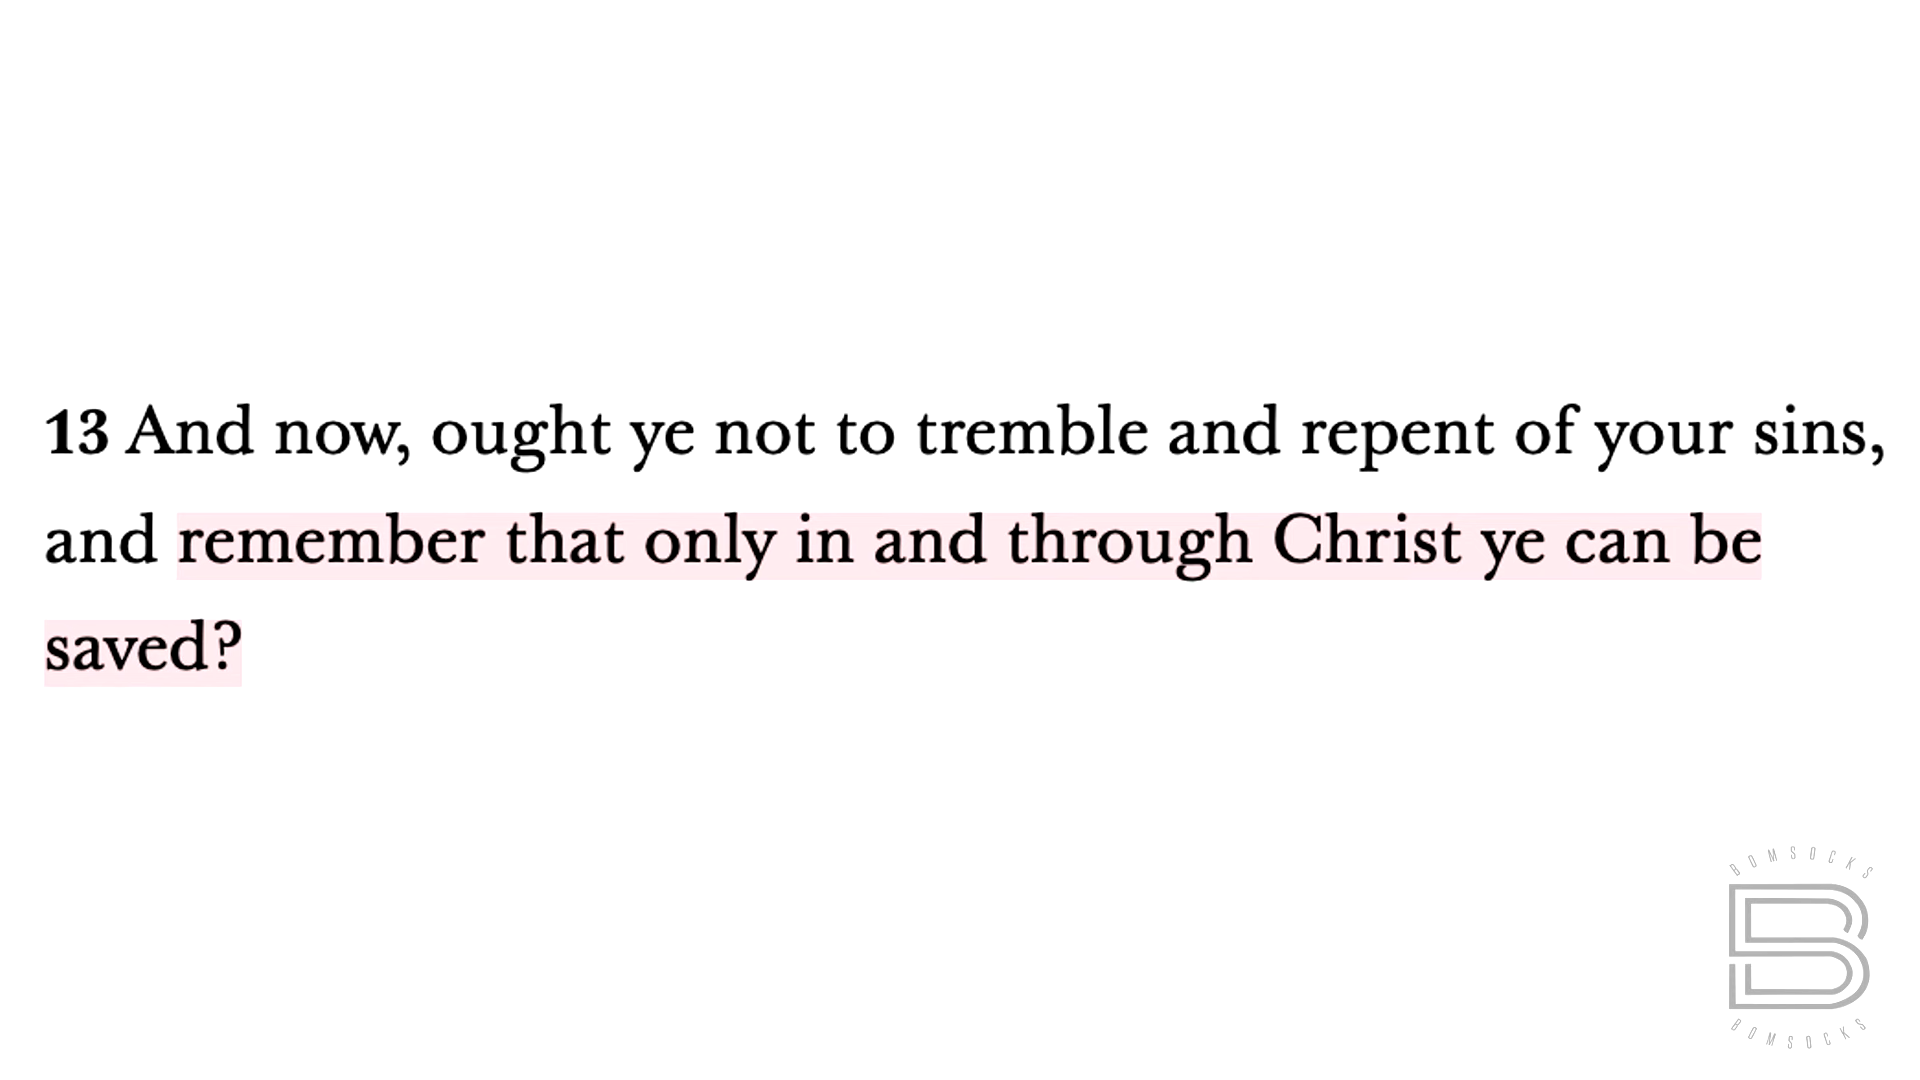 13 And now, ought ye not to tremble and repent of your sins,
and remember that only in and through Christ ye can be
saved?
BOMSOCKS
BOMSOCKS